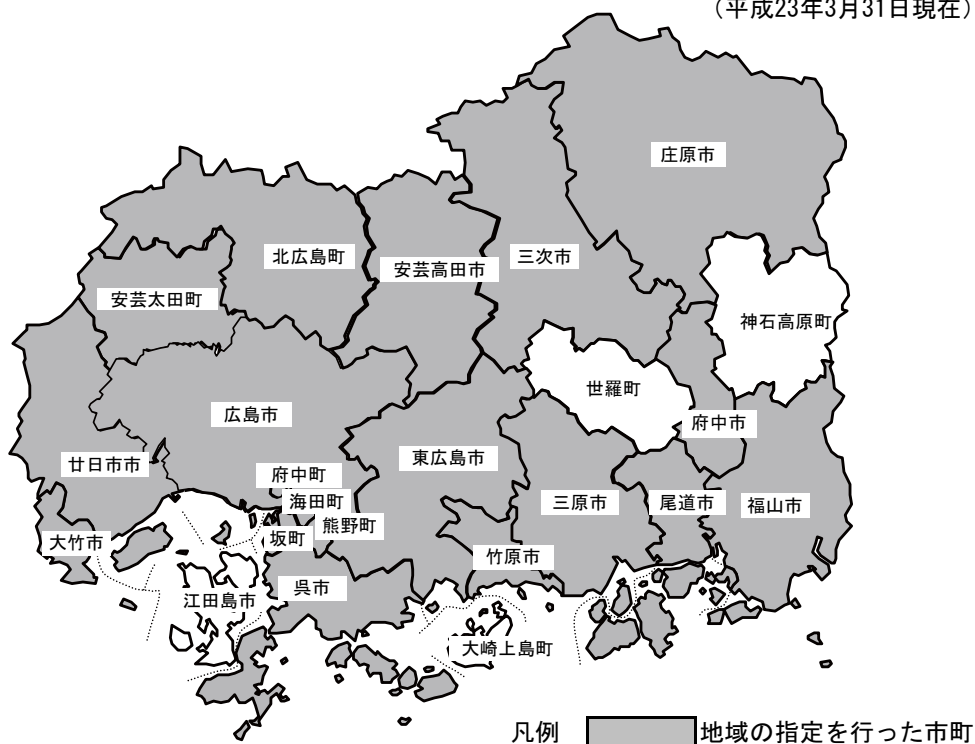 （平成23年3月31日現在）
庄原市
北広島町
安芸高田市
三次市
安芸太田町
神石高原町
世羅町
広島市
府中市
東広島市
廿日市市
府中町
海田町
三原市
尾道市
福山市
熊野町
坂町
大竹市
竹原市
呉市
江田島市
大崎上島町
凡例 地域の指定を行った市町